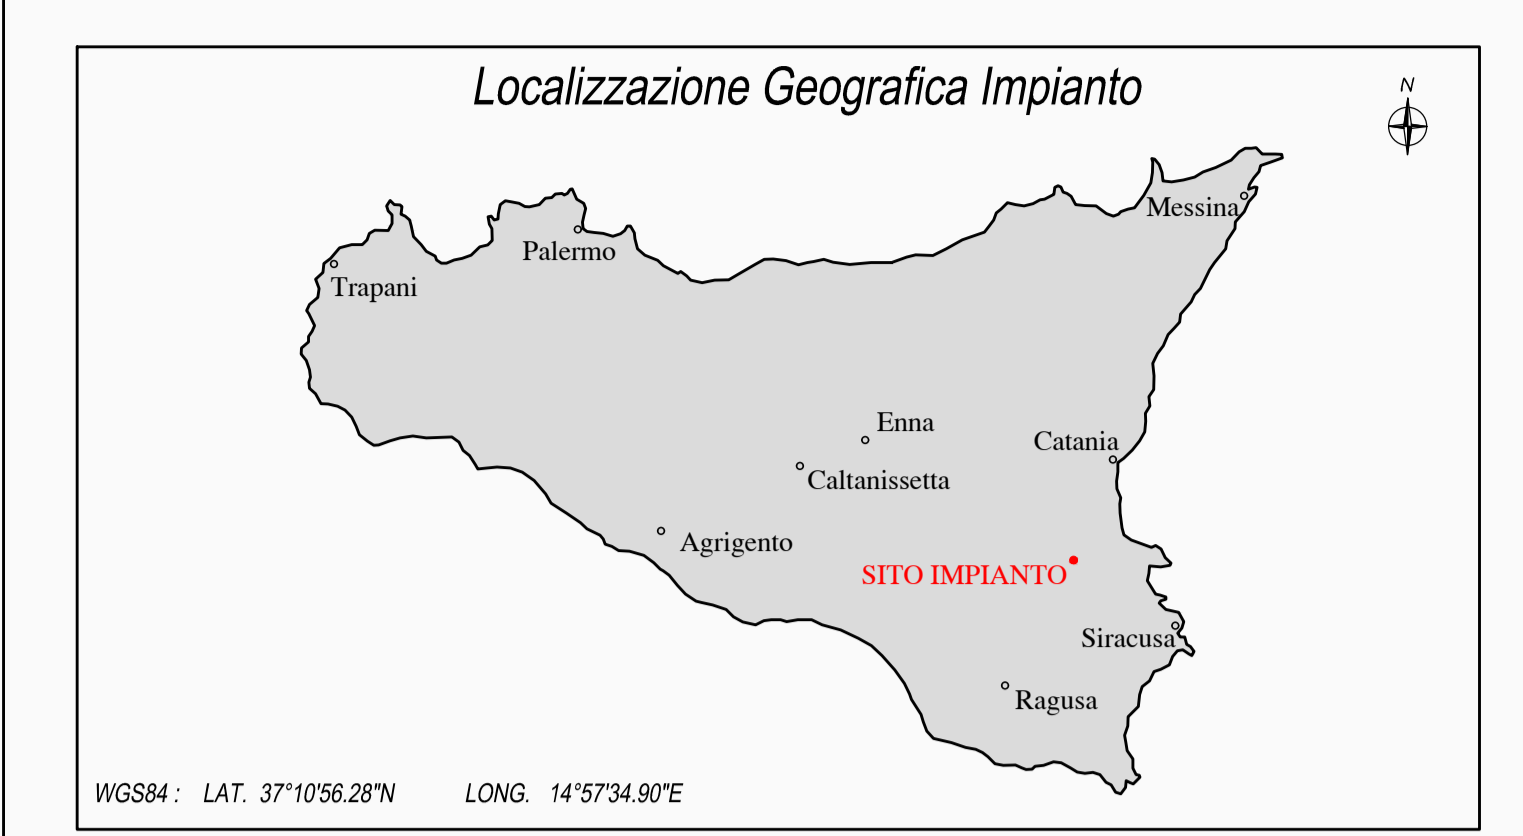 Localizzazione Geografica Impianto
N
Messina
Palermo
Trapani
Enna
Catania
Caltanissetta
Agrigento
SITO IMPIANTO
Siracusa
Ragusa
WGS84 : LAT. 37°10'56.28"N LONG. 14°57'34.90"E